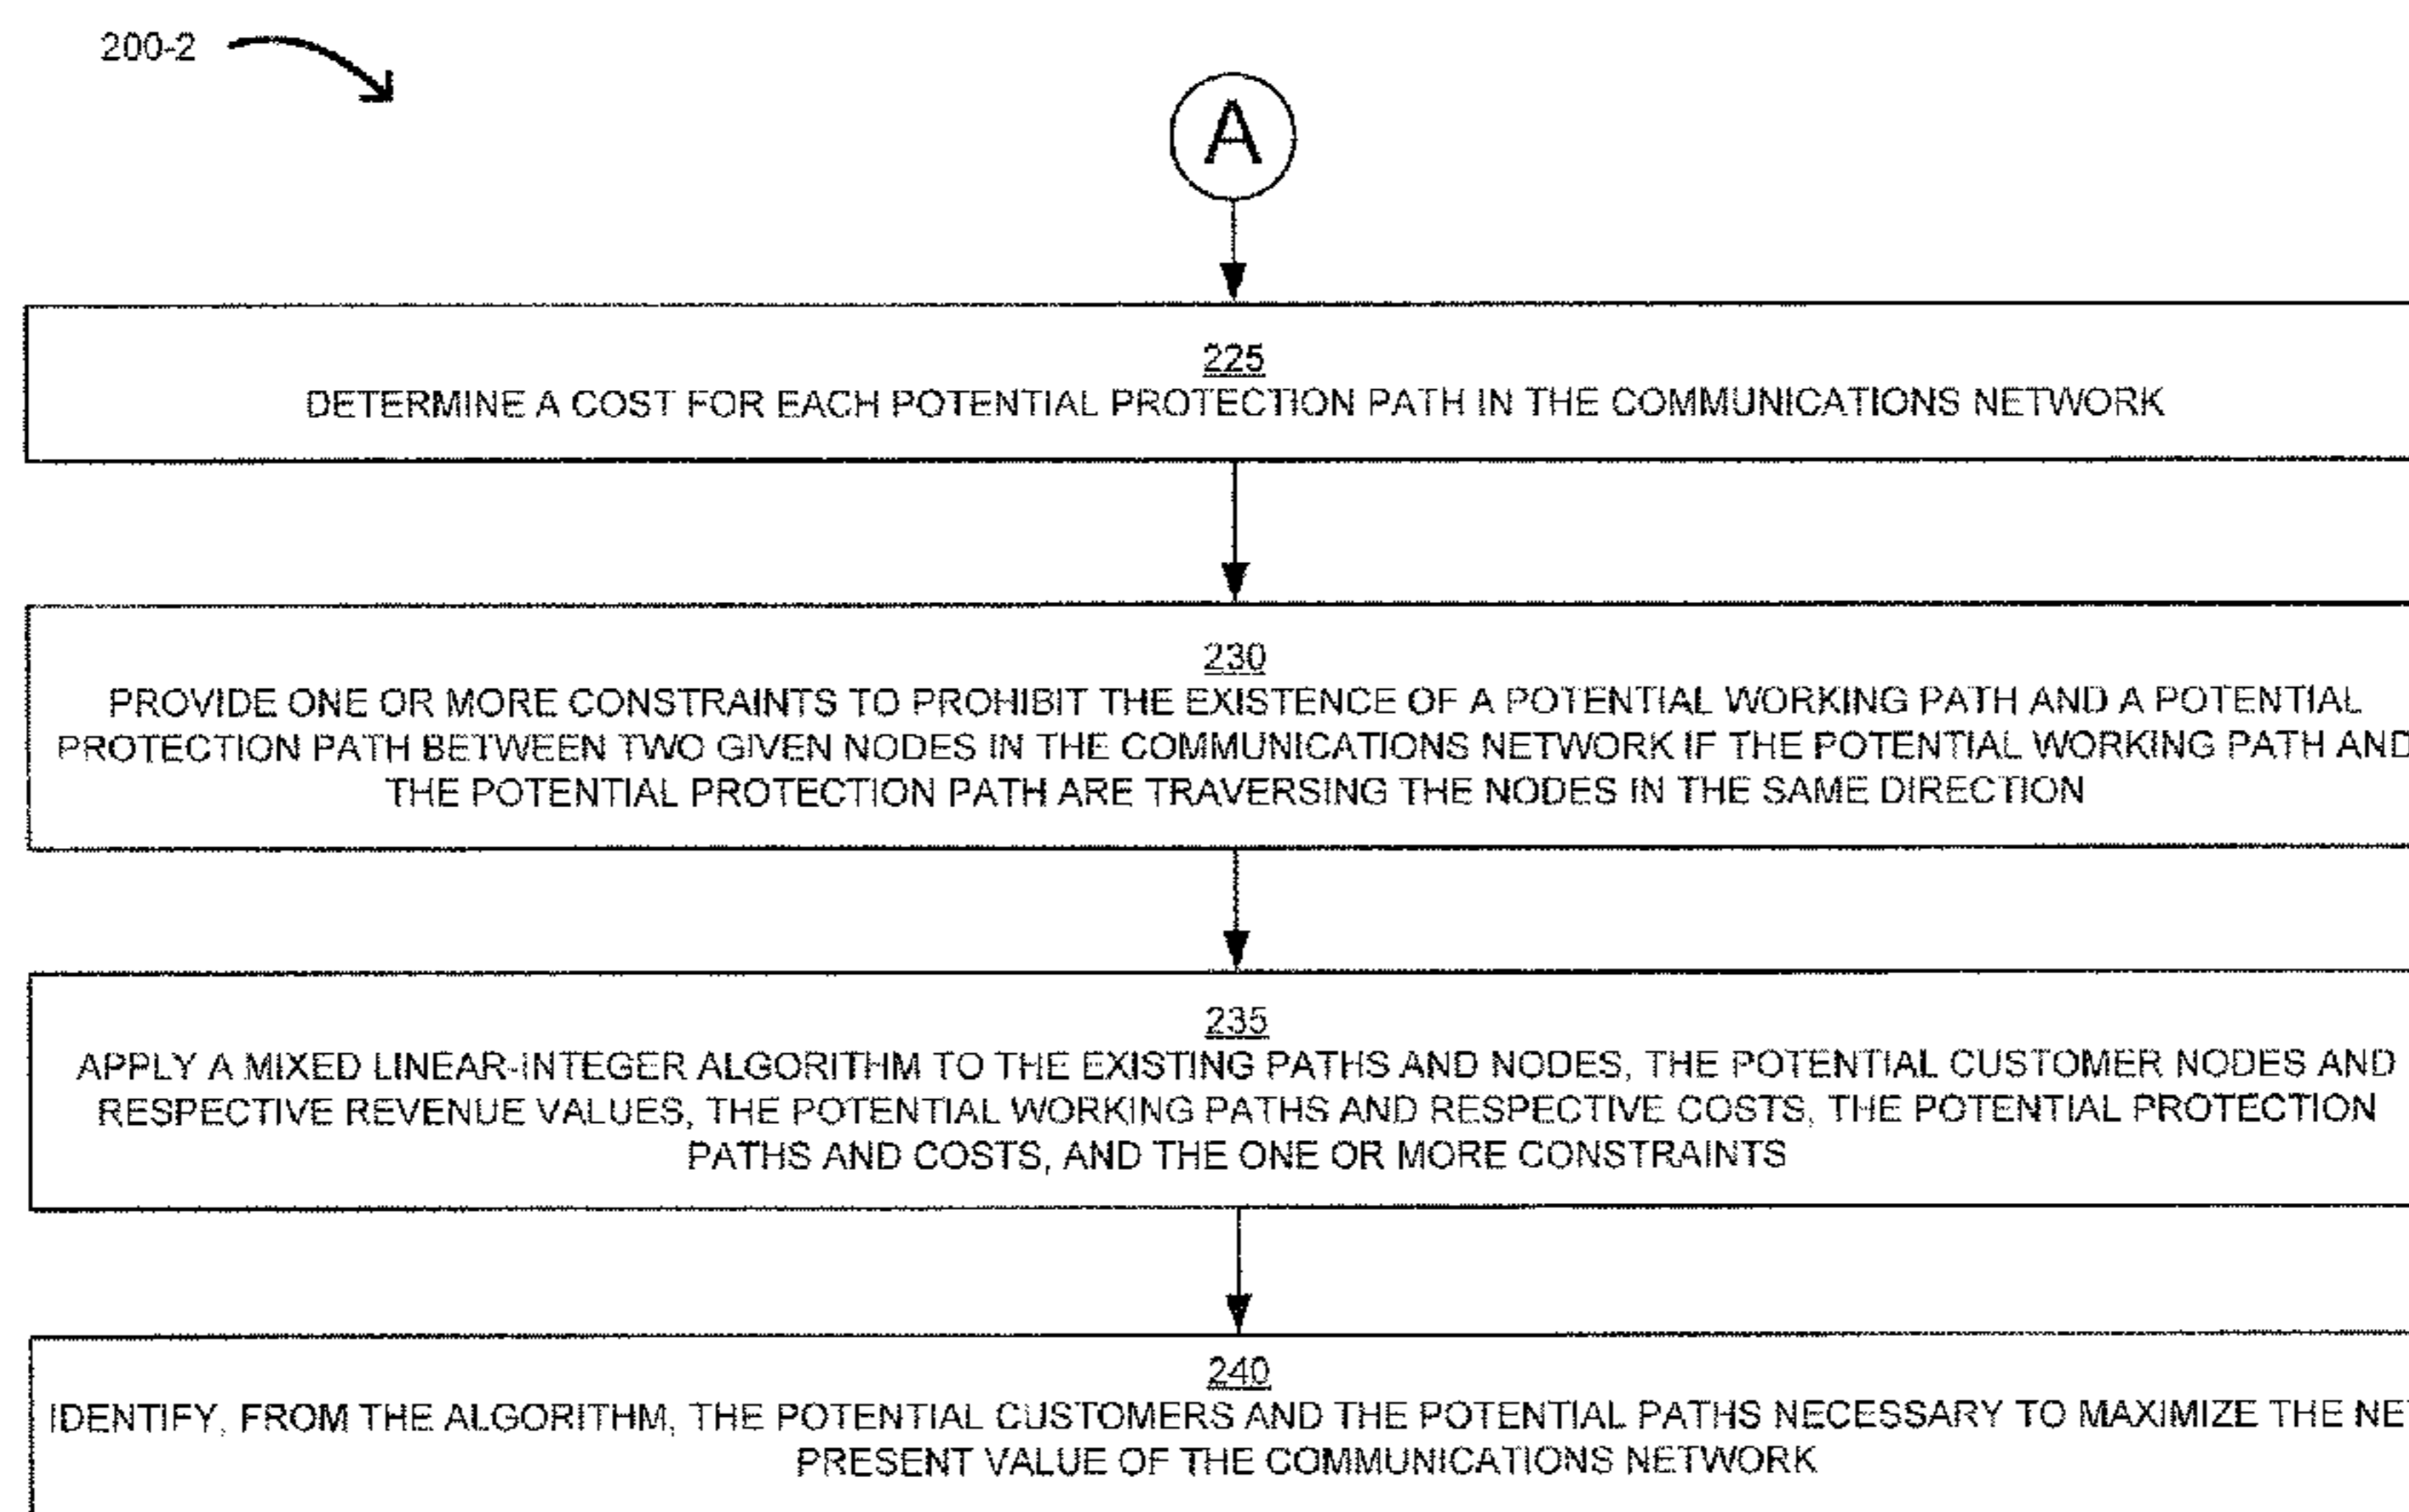 200-2
A
225
DETERMINE A COST FOR EACH POTENTIAL PROTECTION PATH IN THE COMMUNICATIONS NETWORK
230
PROVIDE ONE OR MORE CONSTRAINTS TO PROHIBIT THE EXISTENCE OF A POTENTIAL WORKING PATH AND A POTENTIAL
PROTECTION PATH BETWEEN TWO GIVEN NODES IN THE COMMUNICATIONS NETWORK IF THE POTENTIAL WORKING PATH AND
THE POTENTIAL PROTECTION PATH ARE TRAVERSING THE NODES IN THE SAME DIRECTION
235
APPLY A MIXED LINEAR-INTEGER ALGORITHM TO THE EXISTING PATHS AND NODES, THE POTENTIAL CUSTOMER NODES AND
RESPECTIVE REVENUE VALUES, THE POTENTIAL WORKING PATHS AND RESPECTIVE COSTS, THE POTENTIAL PROTECTION
PATHS AND COSTS, AND THE ONE OR MORE CONSTRAINTS
240
IDENTIFY, FROM THE ALGORITHM, THE POTENTIAL CUSTOMERS AND THE POTENTIAL PATHS NECESSARY TO MAXIMIZE THE NET
PRESENT VALUE OF THE COMMUNICATIONS NETWORK